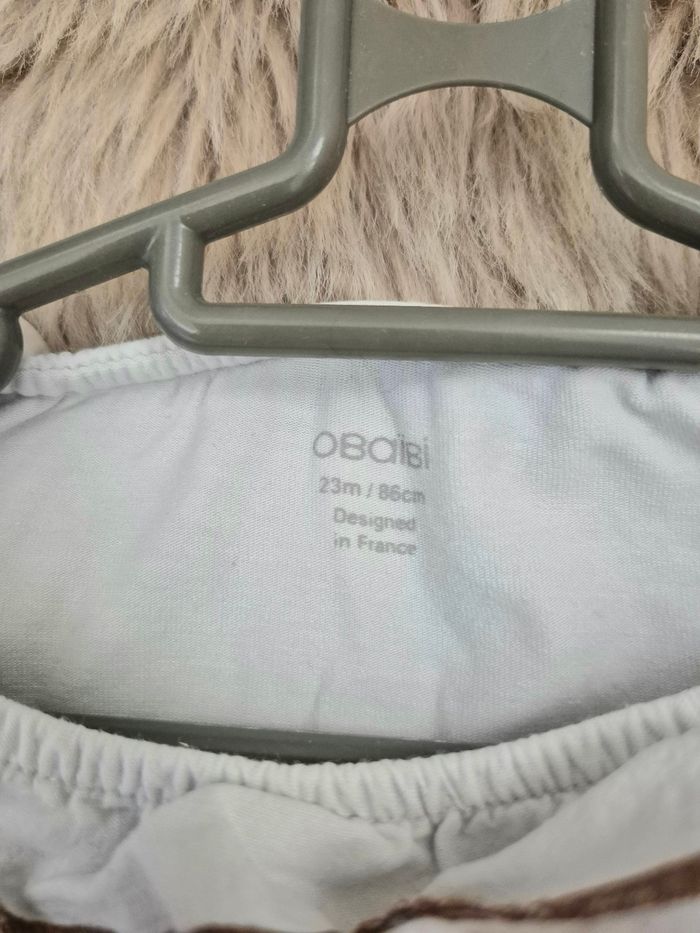 OBaïBi
23m / 86cm
Designed
in France